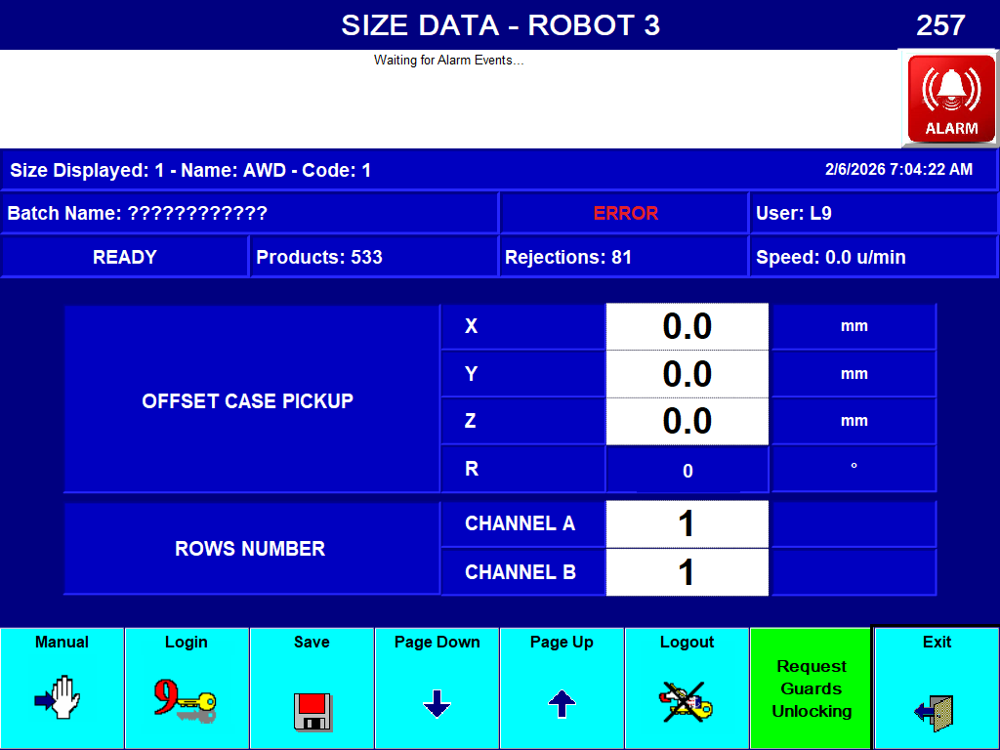 SIZE DATA - ROBOT 3
257
Waiting for Alarm Events...
ALARM
Size Displayed: 1 - Name: AWD - Code: 1
2/6/2026 7:04:22 AM
Batch Name: ????????????
ERROR
User: L9
READY
Products: 533
Rejections: 81
Speed: 0.0 u/min
OFFSET CASE PICKUP
X
0.0
mm
Y
0.0
mm
Z
0.0
mm
R
0
°
ROWS NUMBER
CHANNEL A
1
CHANNEL B
1
Manual
Login
9
Save
Page Down
Page Up
Logout
Request
Guards
Unlocking
Exit